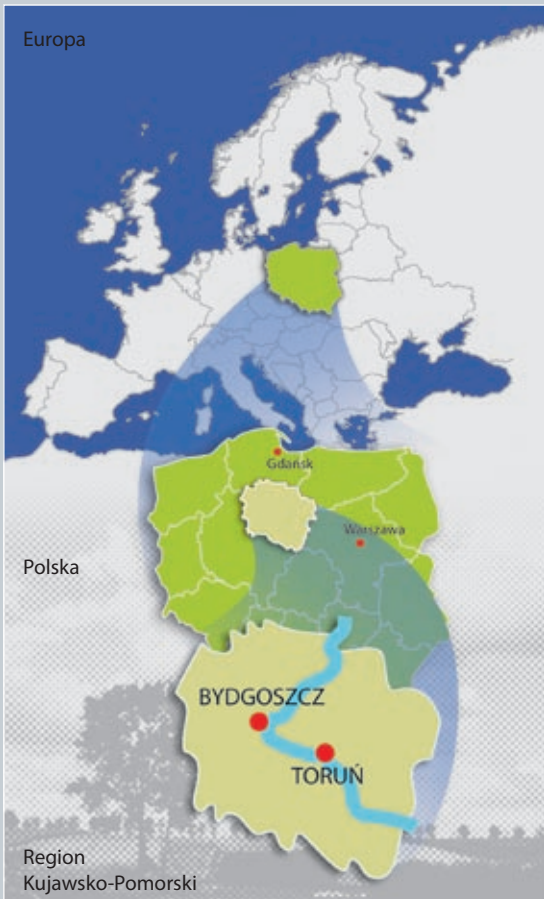 Europa
Gdańsk
Warszawa
Polska
BYDGOSZCZ
TORUŃ
Region
Kujawsko-Pomorski